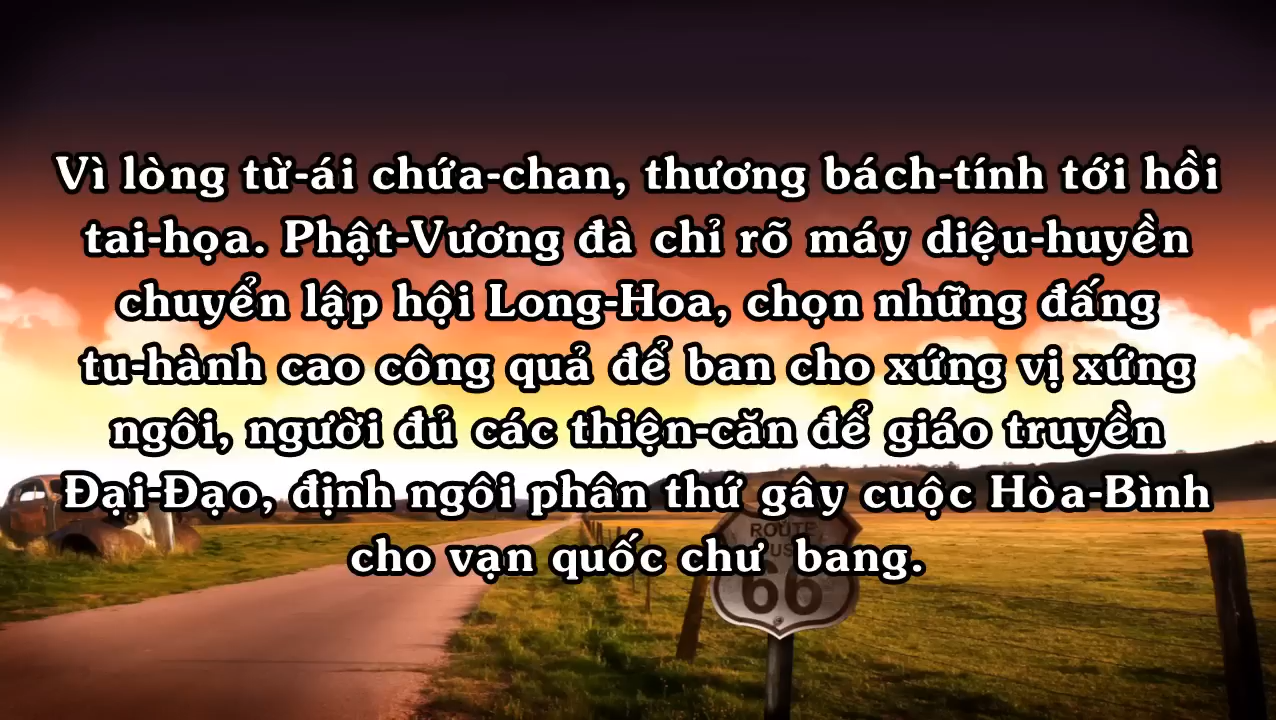 Vì lòng từ-ái chứa-chan, thương bách-tính tới hồi
tai-họa. Phật-Vương đà chỉ rõ máy diệu-huyền
chuyển lập hội Long-Hoa, chọn những đấng
tu-hành cao công quả để ban cho xứng vị xứng
ngôi, người đủ các thiện-căn để giáo truyền
Đại-Đạo, định ngôi phân thứ gây cuộc Hòa-Bình
cho vạn quốc chư  bang.
ROUTE
US
66